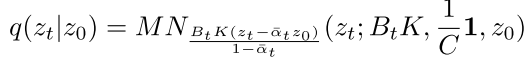 $q(z_t|z_0) = MN_{\frac{B_t K(z_t - \bar{\alpha}_t z_0)}{1 - \bar{\alpha}_t}}(z_t; B_t K, \frac{1}{C}\mathbf{1}, z_0)$